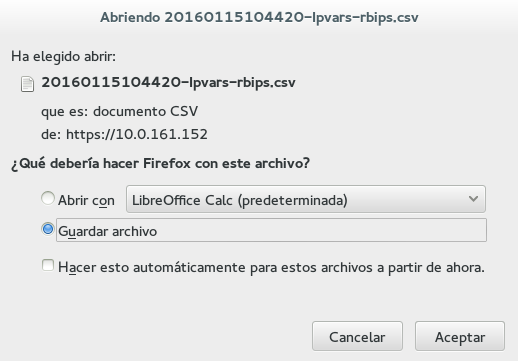 Abriendo 20160115104420-lpvars-rbips.csv
Ha elegido abrir:
20160115104420-lpvars-rbips.csv
que es: documento CSV
de: https://10.0.161.152
¿Qué debería hacer Firefox con este archivo?
Abrir con LibreOffice Calc (predeterminada)
Guardar archivo
Hacer esto automáticamente para estos archivos a partir de ahora.
Cancelar Aceptar